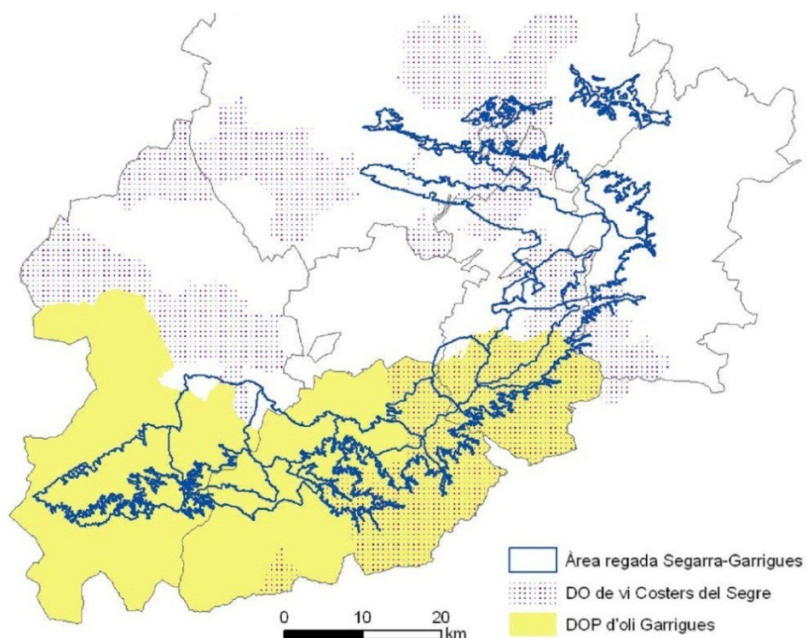 Àrea regada Segarra-Garrigues
DO de vi Costers del Segre
DOP d'oli Garrigues
0 10 20
km